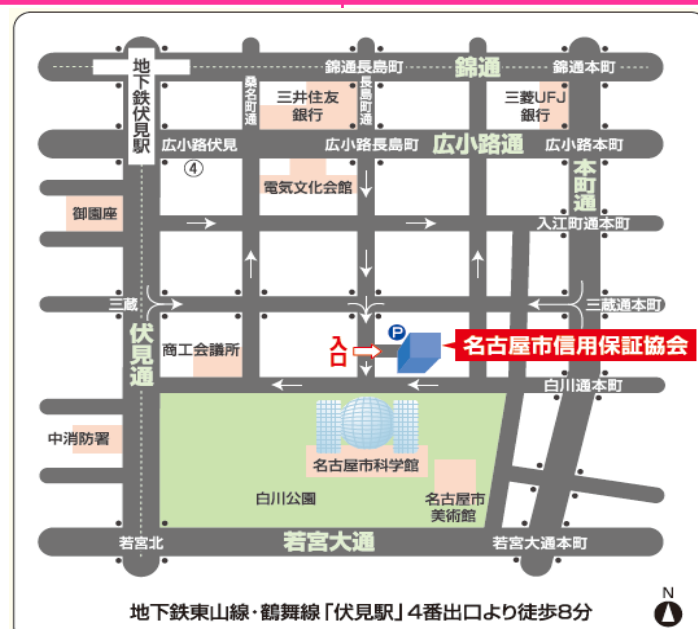 地下鉄伏見駅
錦通長島町
錦通
錦通本町
桑名町通
三井住友
銀行
長島町通
三菱UFJ
銀行
広小路伏見
広小路長島町
広小路通
広小路本町
④
電気文化会館
本町通
御園座
入江町通本町
三蔵
三蔵通本町
伏見通
商工会議所
入口
P
名古屋市信用保証協会
白川通本町
中消防署
名古屋市科学館
白川公園
名古屋市
美術館
若宮北
若宮大通
若宮大通本町
地下鉄東山線・鶴舞線「伏見駅」4番出口より徒歩8分
N